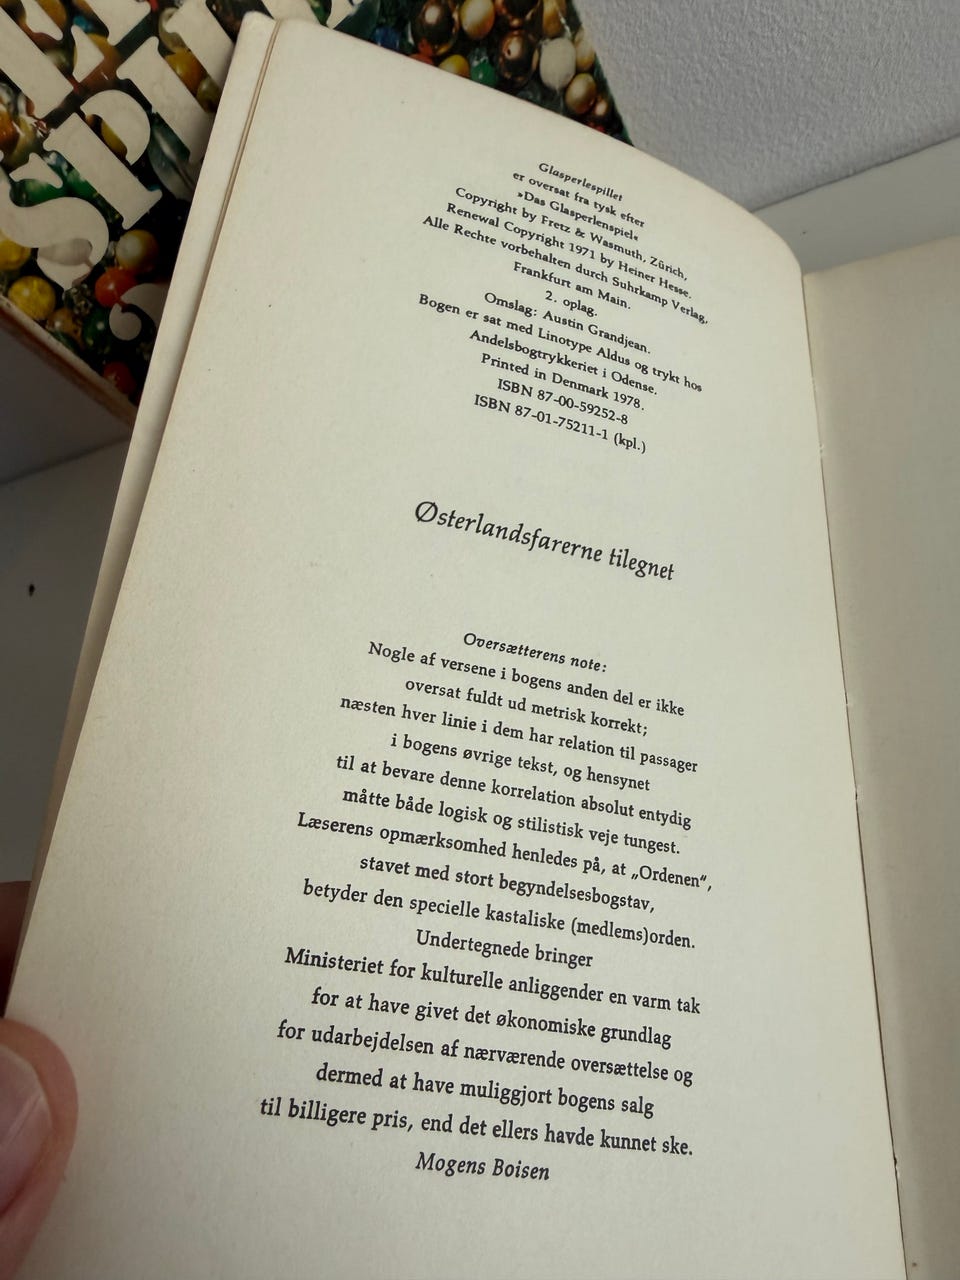 Glasperlespillet
er oversat fra tysk efter
»Das Glasperlenspiel«
Copyright by Fretz & Wasmuth, Zürich,
Renewal Copyright 1971 by Heiner Hesse.
Alle Rechte vorbehalten durch Suhrkamp Verlag,
Frankfurt am Main.
2. oplag.
Omslag: Austin Grandjean.
Bogen er sat med Linotype Aldus og trykt hos
Andelsbogtrykkeriet i Odense.
Printed in Denmark 1978.
ISBN 87-00-59252-8
ISBN 87-01-75211-1 (kpl.)
Østerlandsfarerne tilegnet
Oversætterens note:
Nogle af versene i bogens anden del er ikke
oversat fuldt ud metrisk korrekt;
næsten hver linie i dem har relation til passager
i bogens øvrige tekst, og hensynet
til at bevare denne korrelation absolut entydig
måtte både logisk og stilistisk veje tungest.
Læserens opmærksomhed henledes på, at „Ordenen“,
stavet med stort begyndelsesbogstav,
betyder den specielle kastaliske (medlems)orden.
Undertegnede bringer
Ministeriet for kulturelle anliggender en varm tak
for at have givet det økonomiske grundlag
for udarbejdelsen af nærværende oversættelse og
dermed at have muliggjort bogens salg
til billigere pris, end det ellers havde kunnet ske.
Mogens Boisen